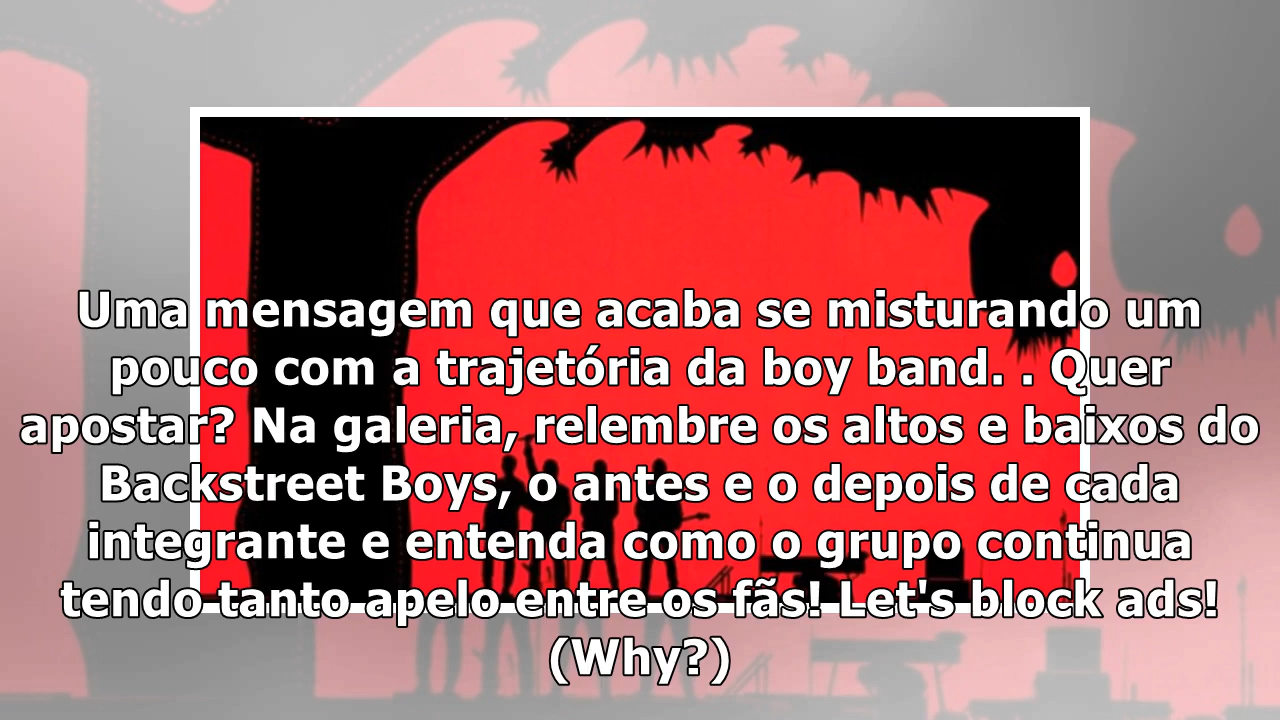 Uma mensagem que acaba se misturando um
pouco com a trajetória da boy band. . Quer
apostar? Na galeria, relembre os altos e baixos do
Backstreet Boys, o antes e o depois de cada
integrante e entenda como o grupo continua
tendo tanto apelo entre os fãs! Let's block ads!
(Why?)